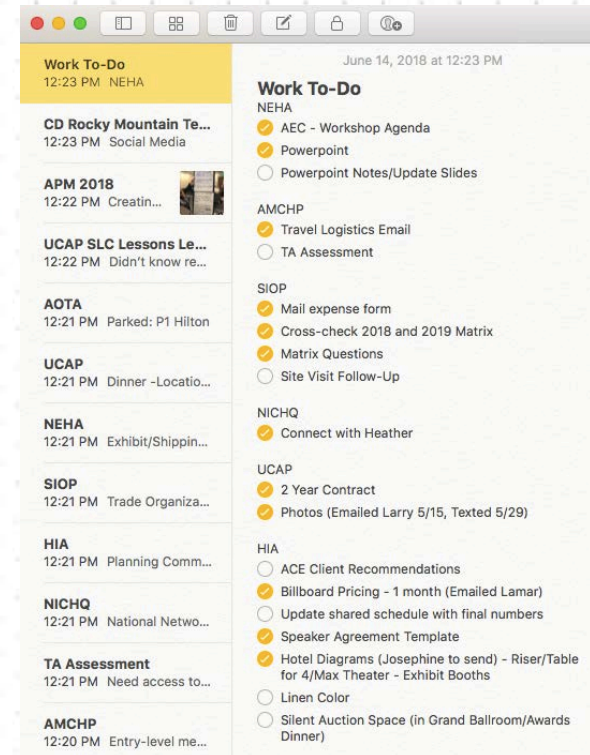 Work To-Do
12:23 PM NEHA
CD Rocky Mountain Te...
12:23 PM Social Media
APM 2018
12:22 PM Creatin...
UCAP SLC Lessons Le...
12:22 PM Didn't know re...
AOTA
12:21 PM Parked: P1 Hilton
UCAP
12:21 PM Dinner -Locatio...
NEHA
12:21 PM Exhibit/Shippin...
SIOP
12:21 PM Trade Organiza...
HIA
12:21 PM Planning Comm...
NICHQ
12:21 PM National Netwo...
TA Assessment
12:21 PM Need access to...
AMCHP
12:20 PM Entry-level me...
June 14, 2018 at 12:23 PM
Work To-Do
NEHA
AEC - Workshop Agenda
Powerpoint
Powerpoint Notes/Update Slides
AMCHP
Travel Logistics Email
TA Assessment
SIOP
Mail expense form
Cross-check 2018 and 2019 Matrix
Matrix Questions
Site Visit Follow-Up
NICHQ
Connect with Heather
UCAP
2 Year Contract
Photos (Emailed Larry 5/15, Texted 5/29)
HIA
ACE Client Recommendations
Billboard Pricing - 1 month (Emailed Lamar)
Update shared schedule with final numbers
Speaker Agreement Template
Hotel Diagrams (Josephine to send) - Riser/Table
for 4/Max Theater - Exhibit Booths
Linen Color
Silent Auction Space (in Grand Ballroom/Awards
Dinner)